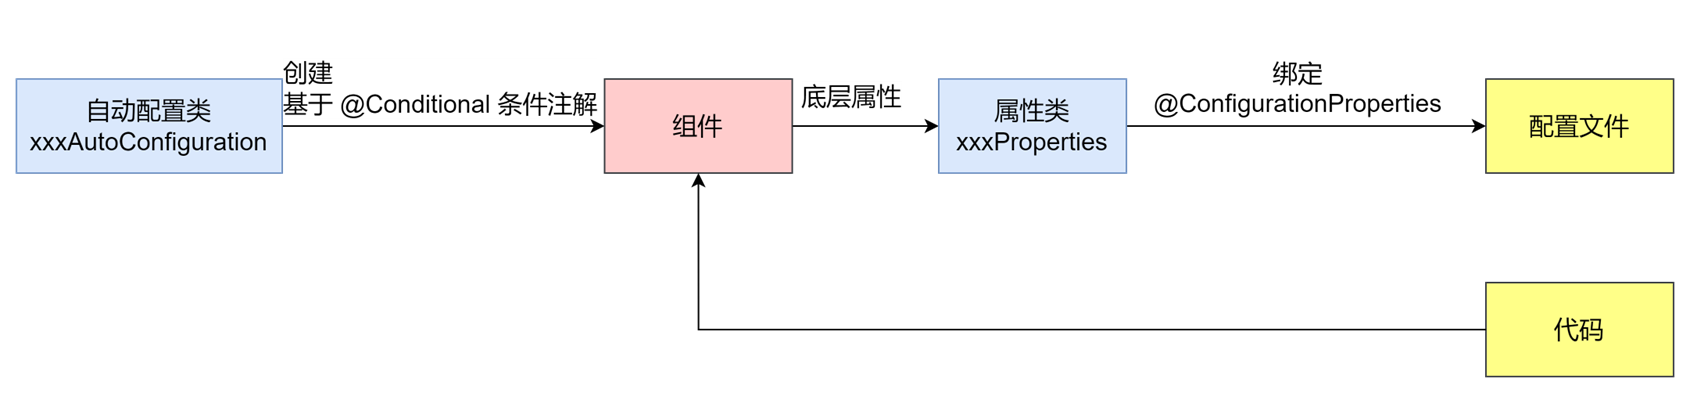 自动配置类
xxxAutoConfiguration
创建
基于 @Conditional 条件注解
组件
底层属性
属性类
xxxProperties
绑定
@ConfigurationProperties
配置文件
代码